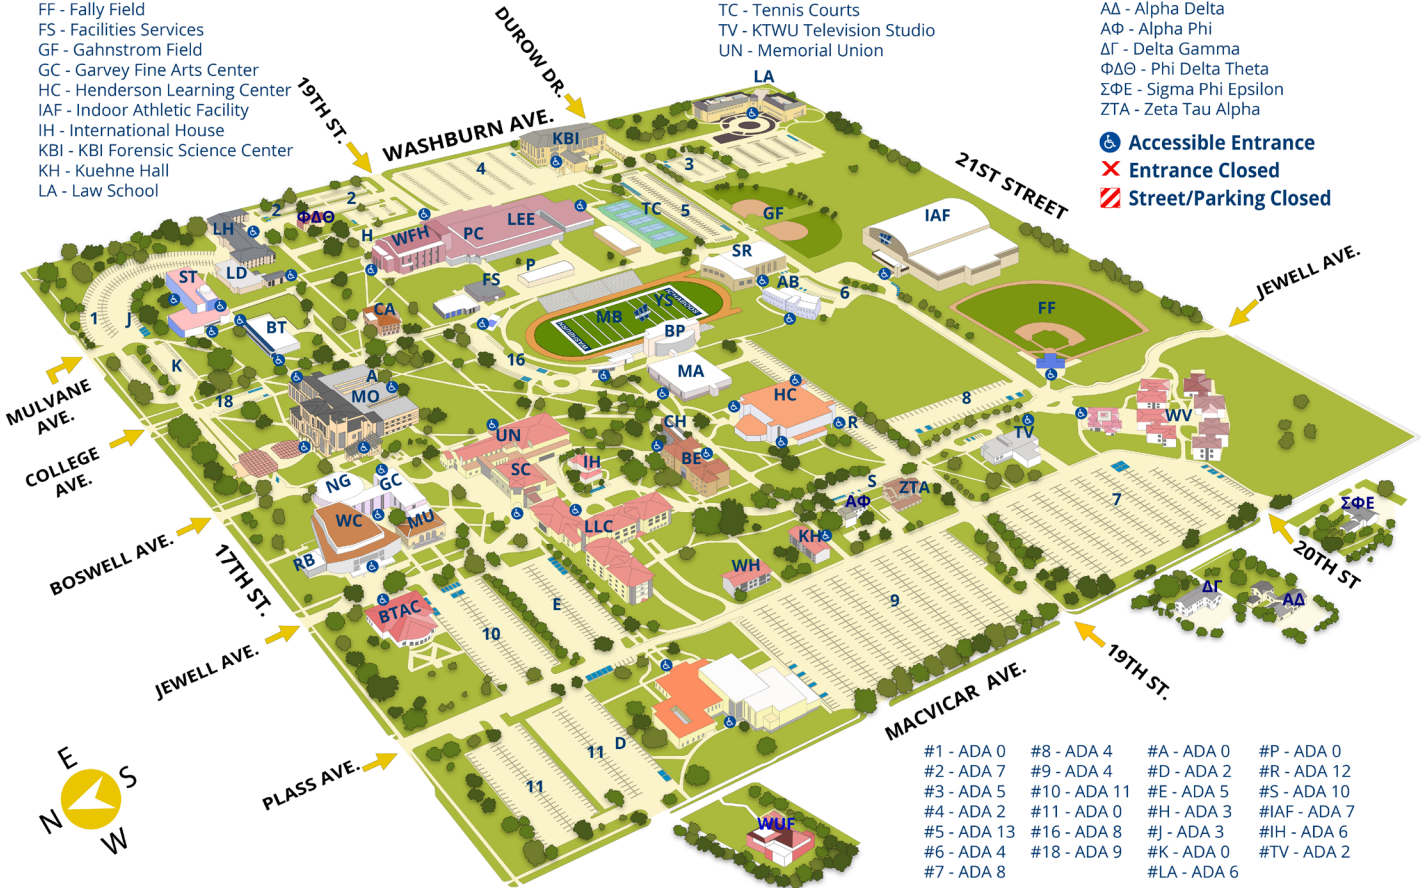 FF - Fally Field
FS - Facilities Services
GF - Gahnstrom Field
GC - Garvey Fine Arts Center
HC - Henderson Learning Center
IAF - Indoor Athletic Facility
IH - International House
KBI - KBI Forensic Science Center
KH - Kuehne Hall
LA - Law School
TC - Tennis Courts
TV - KTWU Television Studio
UN - Memorial Union
ΑΔ - Alpha Delta
ΑΦ - Alpha Phi
ΔΓ - Delta Gamma
ΦΔΘ - Phi Delta Theta
ΣΦΕ - Sigma Phi Epsilon
ZTA - Zeta Tau Alpha
Accessible Entrance
Entrance Closed
Street/Parking Closed
DUROW DR.
19TH ST.
WASHBURN AVE.
21ST STREET
JEWELL AVE.
LA
KBI
4
3
2
2
ΦΔΘ
LH
H
WFH
PC
LEE
TC
5
GF
IAF
SR
LD
ST
P
FS
AB
6
1
J
BT
CA
MB
YS
WASHBURN
ICHABODS
BP
FF
K
16
MA
A
MO
18
HC
8
R
WV
TV
CH
UN
BE
SC
IH
NG
GC
S
ZTA
ΑΦ
7
ΣΦΕ
WC
MU
LLC
KH
RB
WH
ΔΓ
ΑΔ
BTAC
E
9
10
11
D
11
WUF
MULVANE
AVE.
COLLEGE
AVE.
BOSWELL AVE.
17TH ST.
JEWELL AVE.
PLASS AVE.
20TH ST
19TH ST.
MACVICAR AVE.
E
S
N
W
#1 - ADA 0 #8 - ADA 4 #A - ADA 0 #P - ADA 0
#2 - ADA 7 #9 - ADA 4 #D - ADA 2 #R - ADA 12
#3 - ADA 5 #10 - ADA 11 #E - ADA 5 #S - ADA 10
#4 - ADA 2 #11 - ADA 0 #H - ADA 3 #IAF - ADA 7
#5 - ADA 13 #16 - ADA 8 #J - ADA 3 #IH - ADA 6
#6 - ADA 4 #18 - ADA 9 #K - ADA 0 #TV - ADA 2
#7 - ADA 8 #LA - ADA 6